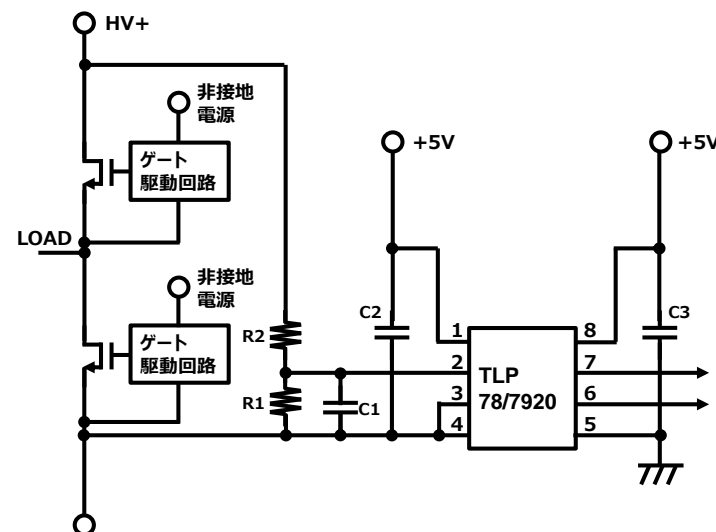 HV+
非接地
電源
ゲート
駆動回路
+5V
+5V
LOAD
非接地
電源
ゲート
駆動回路
C2
C3
R2
R1
C1
1
2
3
4
TLP
78/7920
8
7
6
5